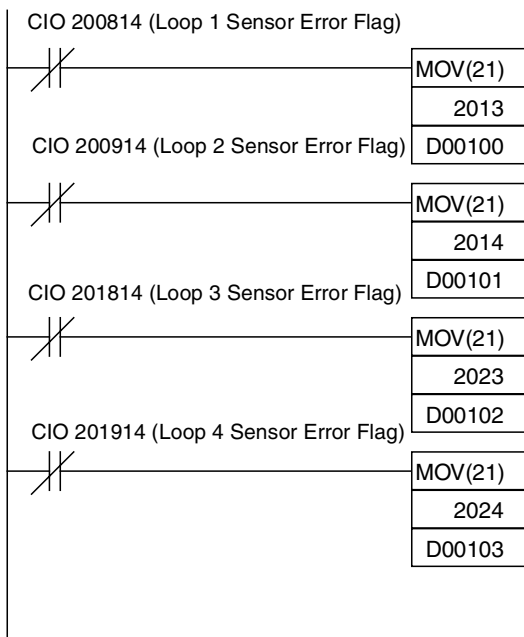 CIO 200814 (Loop 1 Sensor Error Flag)
MOV(21)
2013
D00100
CIO 200914 (Loop 2 Sensor Error Flag)
MOV(21)
2014
D00101
CIO 201814 (Loop 3 Sensor Error Flag)
MOV(21)
2023
D00102
CIO 201914 (Loop 4 Sensor Error Flag)
MOV(21)
2024
D00103